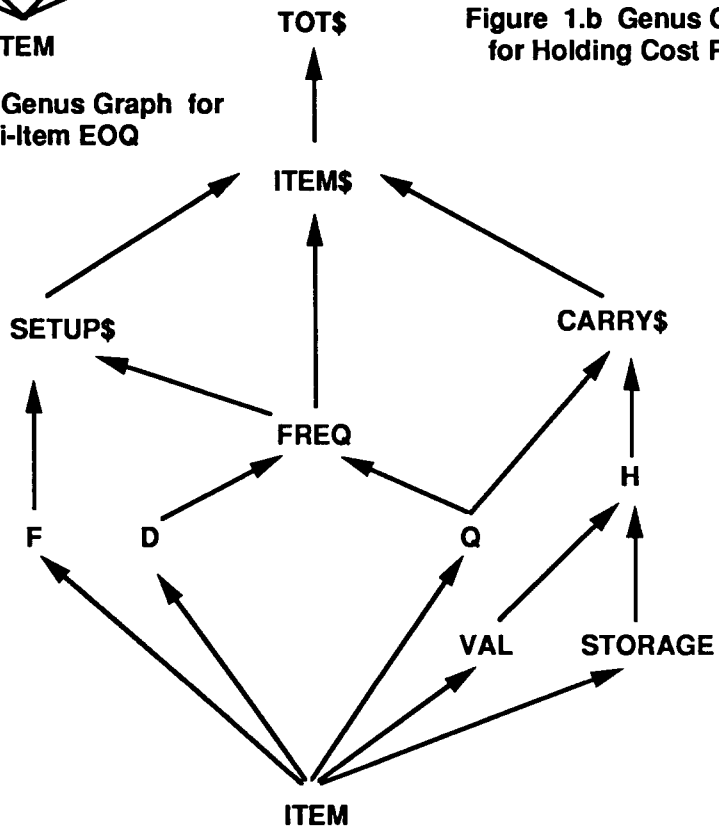 TOT$
Figure 1.b Genus
for Holding Cost
TEM
Genus Graph for
i-Item EOQ
ITEM$
SETUP$
CARRY$
FREQ
H
F
D
Q
VAL
STORAGE
ITEM